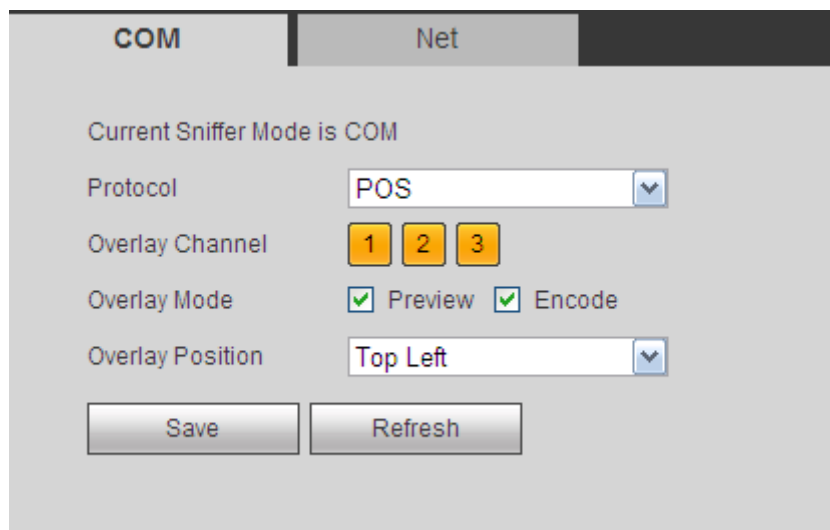 COM Net
Current Sniffer Mode is COM
Protocol POS
Overlay Channel 1 2 3
Overlay Mode Preview Encode
Overlay Position Top Left
Save Refresh